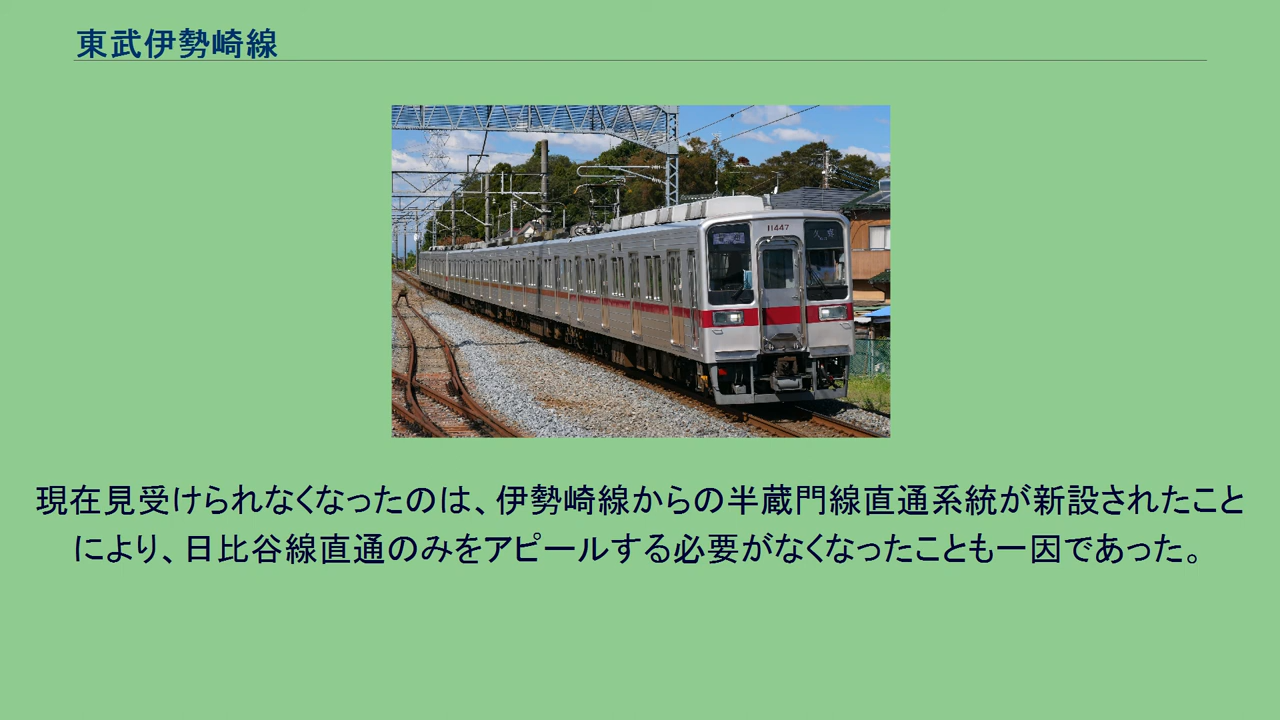 東武伊勢崎線
11447
現在見受けられなくなったのは、伊勢崎線からの半蔵門線直通系統が新設されたこと
により、日比谷線直通のみをアピールする必要がなくなったことも一因であった。